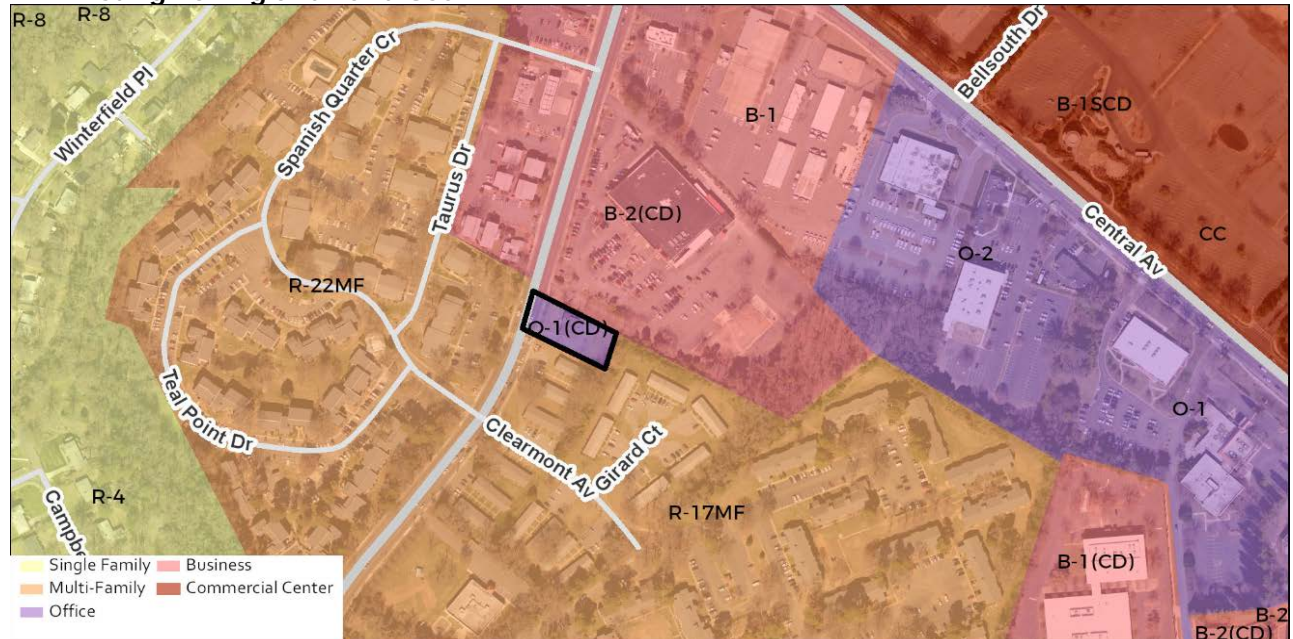 R-8
R-8
Winterfield Pl
Spanish Quarter Cr
Taurus Dr
Bellsouth Dr
B-1SCD
B-1
B-2(CD)
Central Av
CC
O-2
R-22MF
O-1(CD)
Teal Point Dr
Clearmont Av
Girard Ct
O-1
R-4
R-17MF
B-1(CD)
B-2
B-2(CD)
Single Family
Business
Multi-Family
Commercial Center
Office